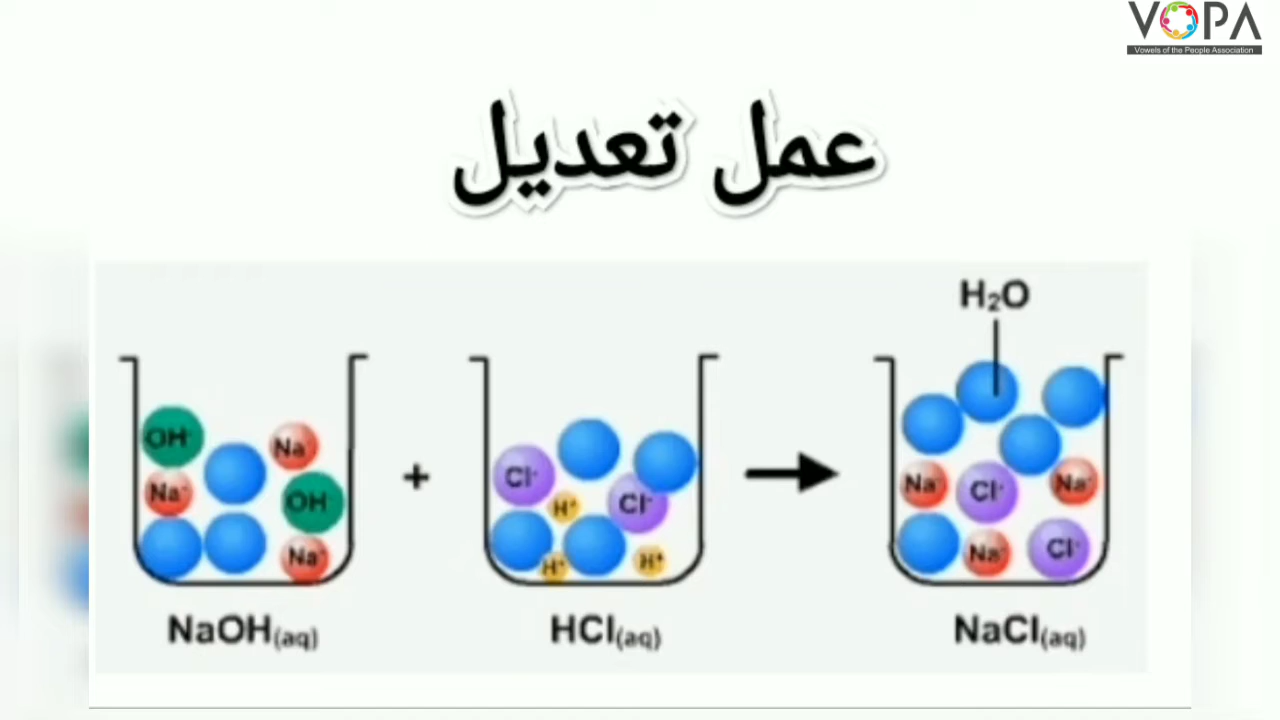 VOPA
Vowels of the People Association
عمل تعدیل
H₂O
OH⁻
Na⁺
Na⁺
OH⁻
Na⁺
+
Cl⁻
H⁺
Cl⁻
H⁺
H⁺
Na⁺
Cl⁻
Na⁺
Na⁺
Cl⁻
NaOH(aq)
HCl(aq)
NaCl(aq)